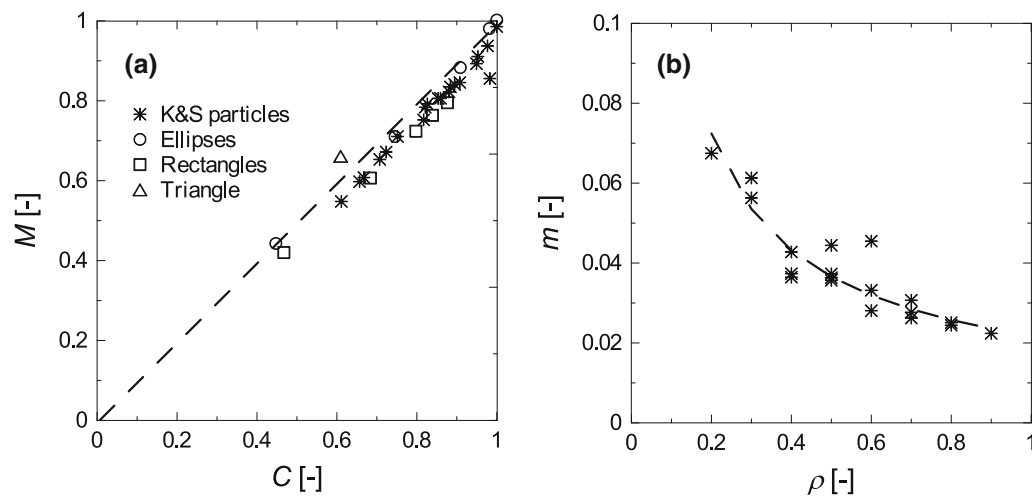 (a)
K&S particles
Ellipses
Rectangles
Triangle
1
0.8
0.6
0.4
0.2
0
M [-]
0 0.2 0.4 0.6 0.8 1
C [-]
(b)
0.1
0.08
0.06
0.04
0.02
0
m [-]
0.2 0.4 0.6 0.8 1
ρ [-]